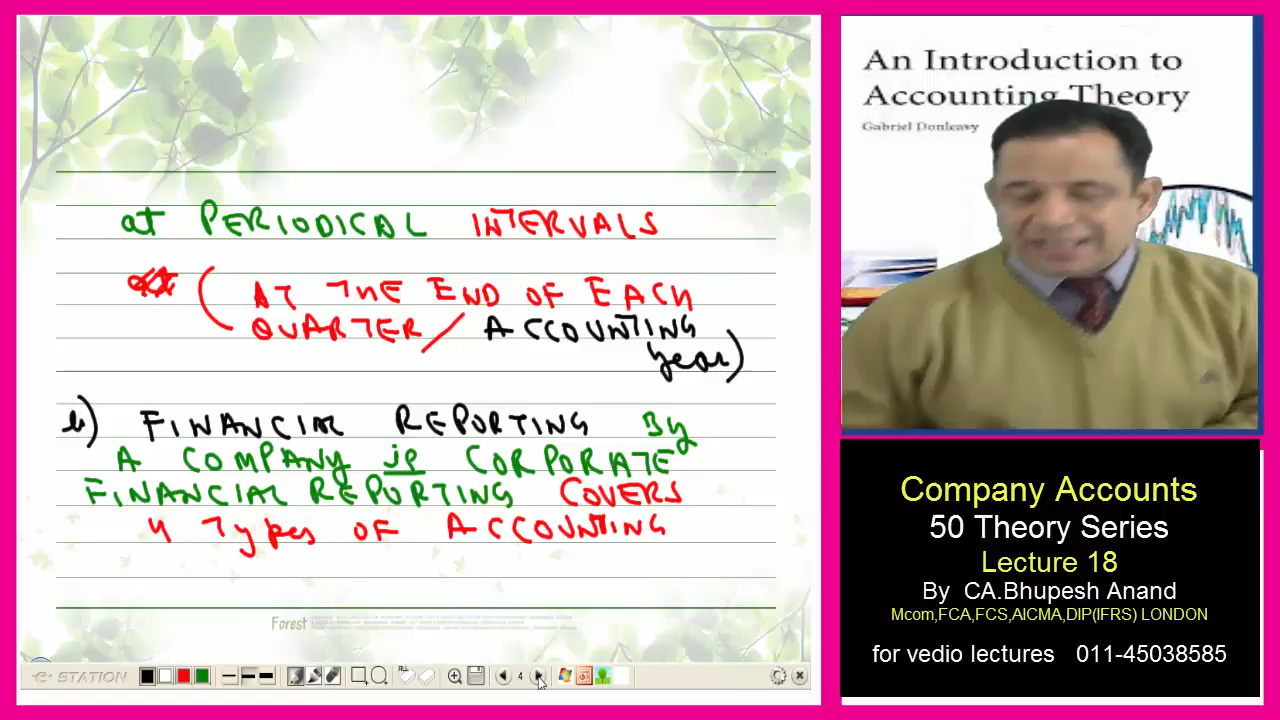 at PERIODICAL INTERVALS
(AT THE END OF EACH
QUARTER/ ACCOUNTING
year)
b) FINANCIAL REPORTING By
A COMPANY ie CORPORATE
FINANCIAL REPORTING COVERS
4 Types OF ACCOUNTING
Forest
e-STATION
4
An Introduction to
Accounting Theory
Gabriel Donleavy
Company Accounts
50 Theory Series
Lecture 18
By CA.Bhupesh Anand
Mcom,FCA,FCS,AICMA,DIP(IFRS) LONDON
for vedio lectures 011-45038585